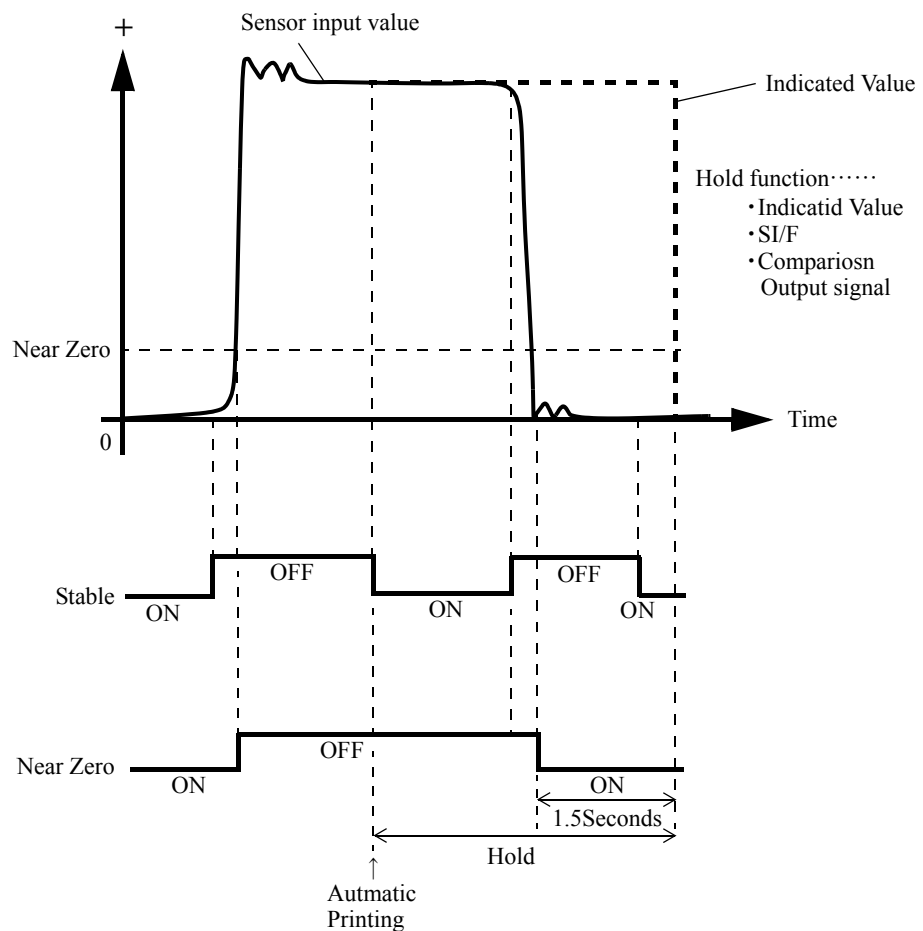 +
Sensor input value
Indicated Value
Hold function······
・Indicatid Value
・SI/F
・Compariosn
Output signal
Near Zero
Time
0
OFF
OFF
Stable
ON
ON
ON
OFF
Near Zero
ON
ON
1.5Seconds
Hold
↑
Autmatic
Printing